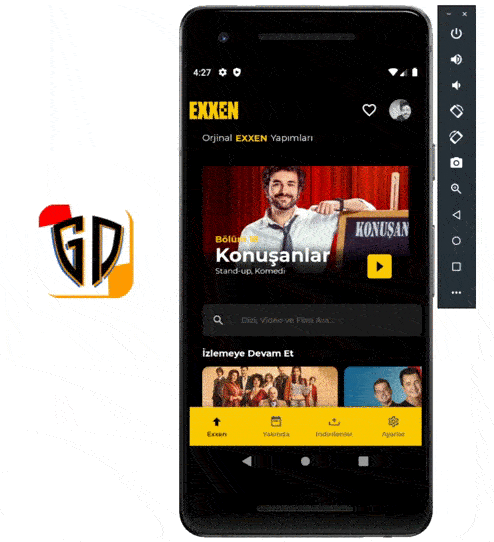 4:27
EXXEN
Orjinal EXXEN Yapımları
Bölüm
Konuşanlar
Stand-up, Komedi
KONUŞAN
Dizi, Video ve Film Ara...
İzlemeye Devam Et
Exxen
Yakında
İndirilenler
Ayarlar
GD